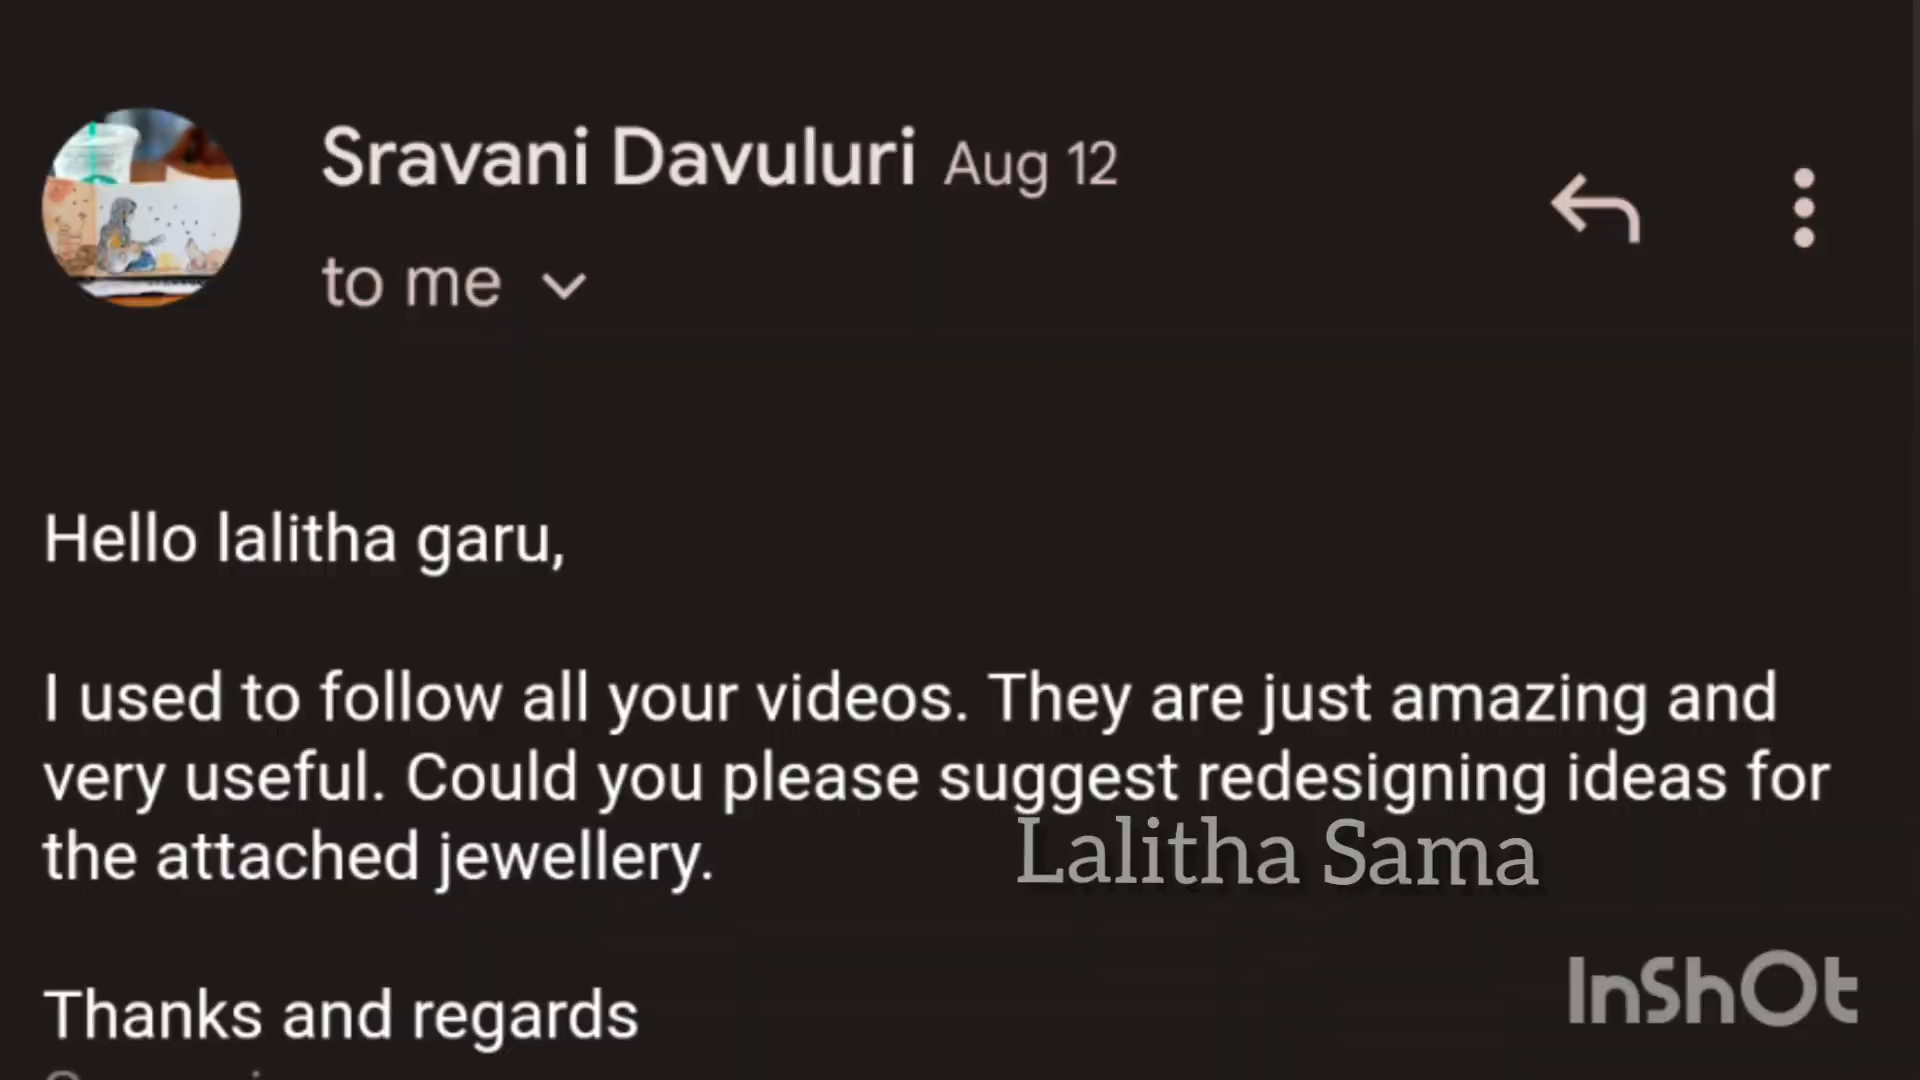 Sravani Davuluri Aug 12
to me
Hello lalitha garu,
I used to follow all your videos. They are just amazing and
very useful. Could you please suggest redesigning ideas for
the attached jewellery.
Lalitha Sama
InShOt
Thanks and regards